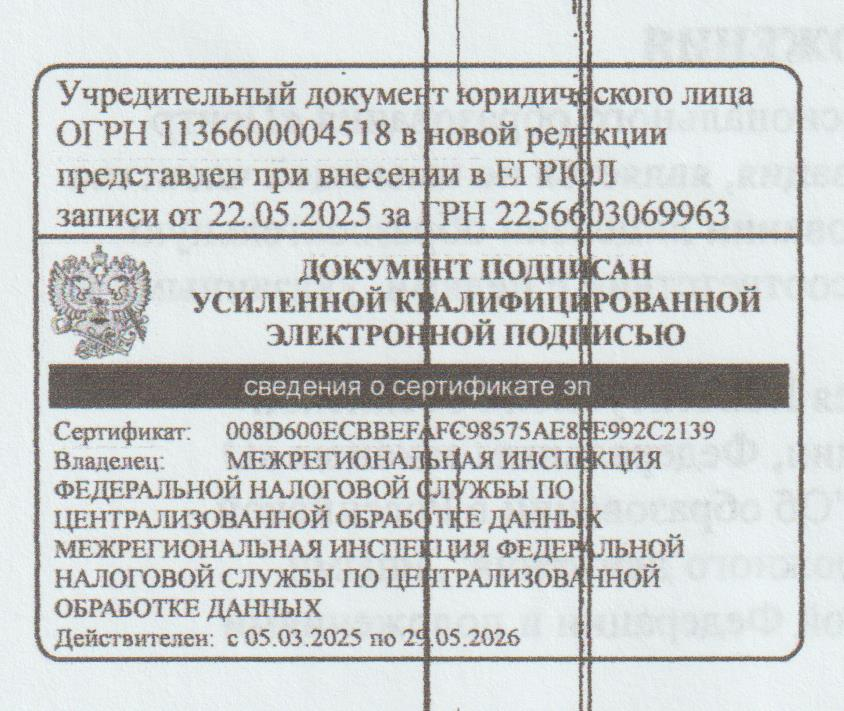 Учредительный документ юридического лица
ОГРН 1136600004518 в новой редакции
представлен при внесении в ЕГРЮЛ
записи от 22.05.2025 за ГРН 2256603069963
ДОКУМЕНТ ПОДПИСАН
УСИЛЕННОЙ КВАЛИФИЦИРОВАННОЙ
ЭЛЕКТРОННОЙ ПОДПИСЬЮ
сведения о сертификате эп
Сертификат: 008D600ECBBEFAFC98575AE85E992C2139
Владелец: МЕЖРЕГИОНАЛЬНАЯ ИНСПЕКЦИЯ
ФЕДЕРАЛЬНОЙ НАЛОГОВОЙ СЛУЖБЫ ПО
ЦЕНТРАЛИЗОВАННОЙ ОБРАБОТКЕ ДАННЫХ
МЕЖРЕГИОНАЛЬНАЯ ИНСПЕКЦИЯ ФЕДЕРАЛЬНОЙ
НАЛОГОВОЙ СЛУЖБЫ ПО ЦЕНТРАЛИЗОВАННОЙ
ОБРАБОТКЕ ДАННЫХ
Действителен: с 05.03.2025 по 29.05.2026